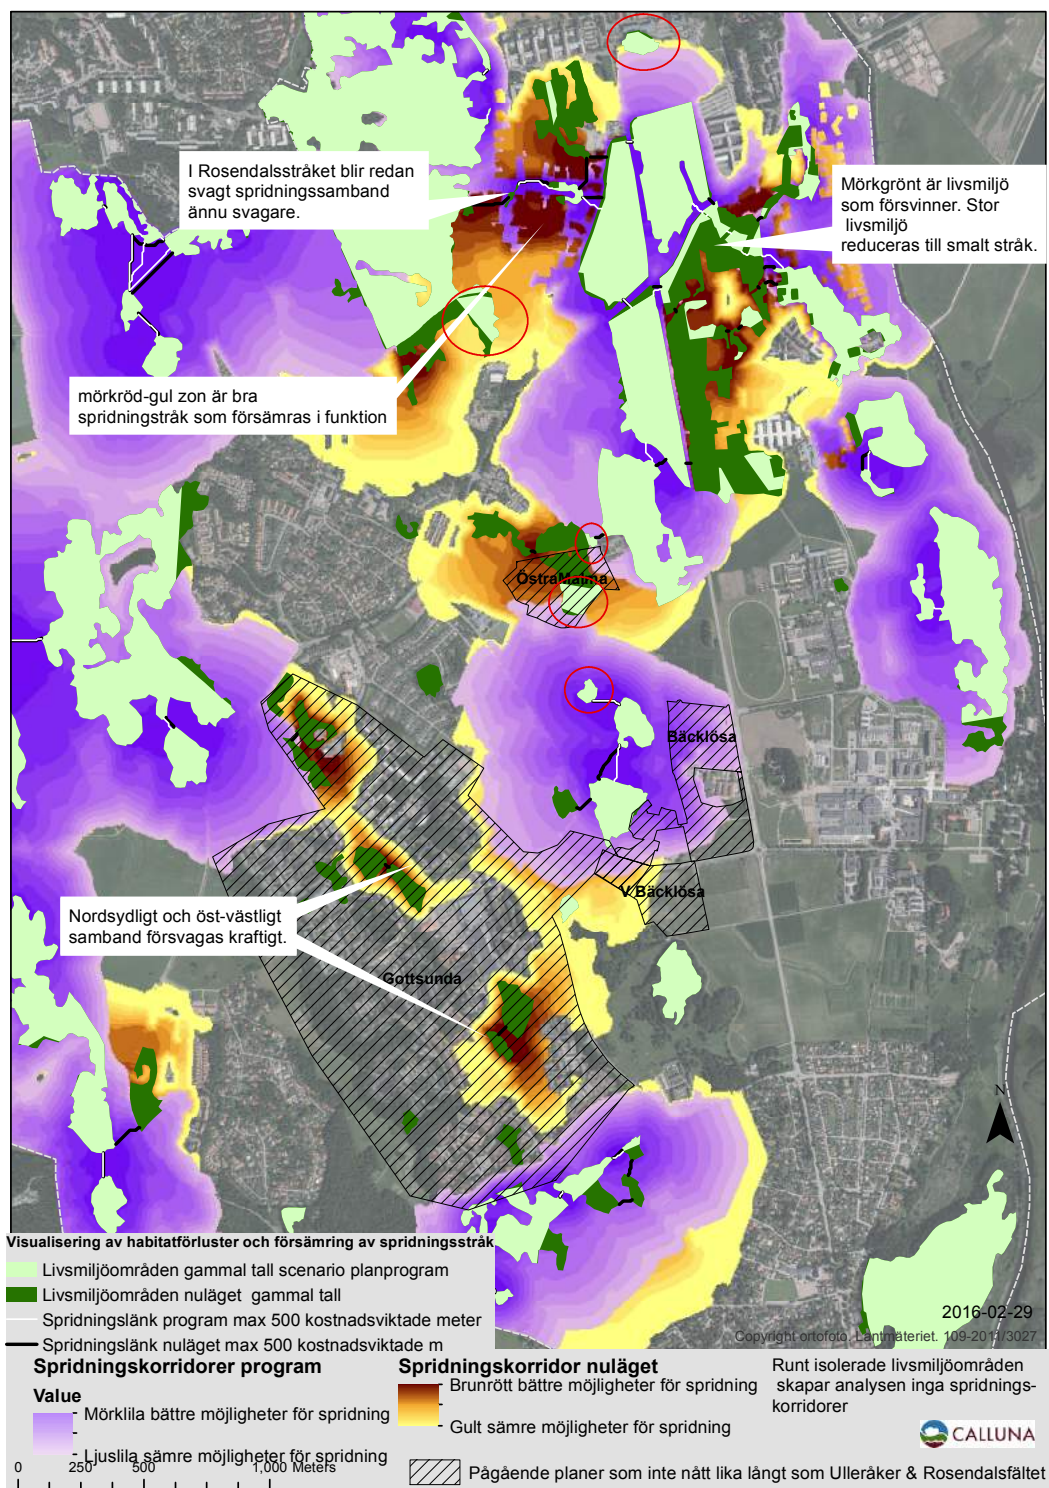 I Rosendalsstråket blir redan
svagt spridningssamband
ännu svagare.
Mörkgrönt är livsmiljö
som försvinner. Stor
livsmiljö
reduceras till smalt stråk.
mörkröd-gul zon är bra
spridningstråk som försämras i funktion
Östra Malma
Bäcklösa
V Bäcklösa
Nordsydligt och öst-västligt
samband försvagas kraftigt.
Gottsunda
N
Visualisering av habitatförluster och försämring av spridningsstråk
Livsmiljöområden gammal tall scenario planprogram
Livsmiljöområden nuläget gammal tall
Spridningslänk program max 500 kostnadsviktade meter
Spridningslänk nuläget max 500 kostnadsviktade m
2016-02-29
Copyright ortofoto. Lantmäteriet. 109-2011/3027
Spridningskorridorer program
Value
Mörklila bättre möjligheter för spridning
Ljuslila sämre möjligheter för spridning
Spridningskorridor nuläget
Brunrött bättre möjligheter för spridning
Gult sämre möjligheter för spridning
Runt isolerade livsmiljöområden
skapar analysen inga spridnings-
korridorer
CALLUNA
0 250 500 1,000 Meters
Pågående planer som inte nått lika långt som Ulleråker & Rosendalsfältet